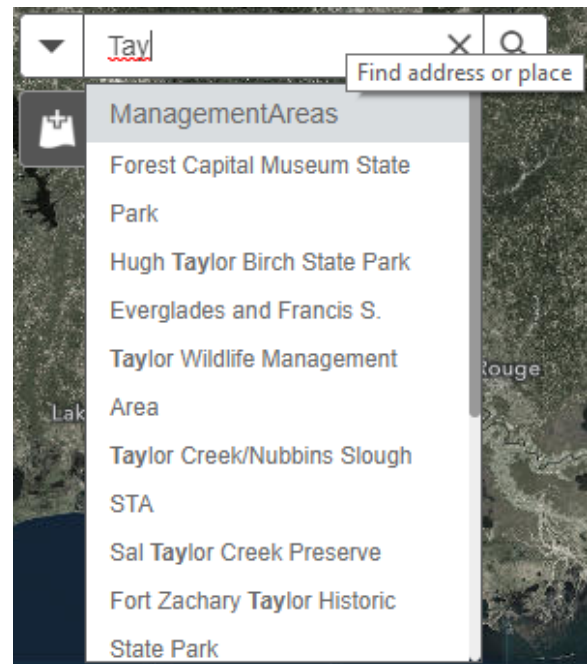 Tay
Find address or place
ManagementAreas
Forest Capital Museum State
Park
Hugh Taylor Birch State Park
Everglades and Francis S.
Taylor Wildlife Management
Area
Taylor Creek/Nubbins Slough
STA
Sal Taylor Creek Preserve
Fort Zachary Taylor Historic
State Park
Rouge
Lak